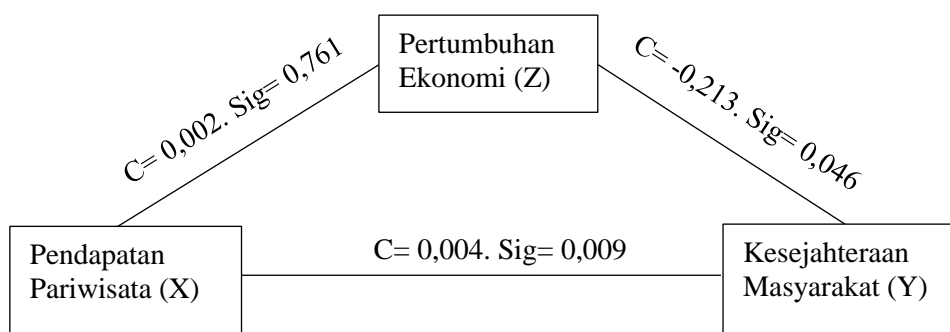 Pertumbuhan
Ekonomi (Z)
C= 0,002. Sig= 0,761
C= -0,213. Sig= 0,046
Pendapatan
Pariwisata (X)
C= 0,004. Sig= 0,009
Kesejahteraan
Masyarakat (Y)